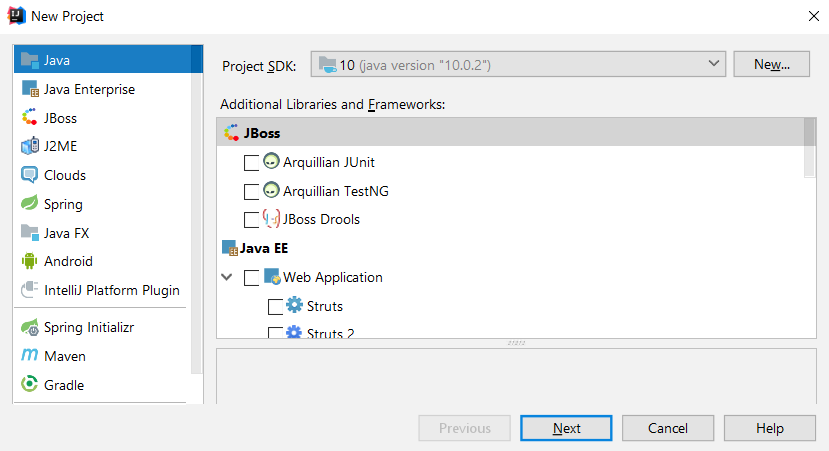 New Project
Java
Java Enterprise
JBoss
J2ME
Clouds
Spring
Java FX
Android
IntelliJ Platform Plugin
Spring Initializr
Maven
Gradle
Project SDK: 10 (java version "10.0.2") New...
Additional Libraries and Frameworks:
JBoss
Arquillian JUnit
Arquillian TestNG
JBoss Drools
Java EE
Web Application
Struts
Struts 2
Previous Next Cancel Help